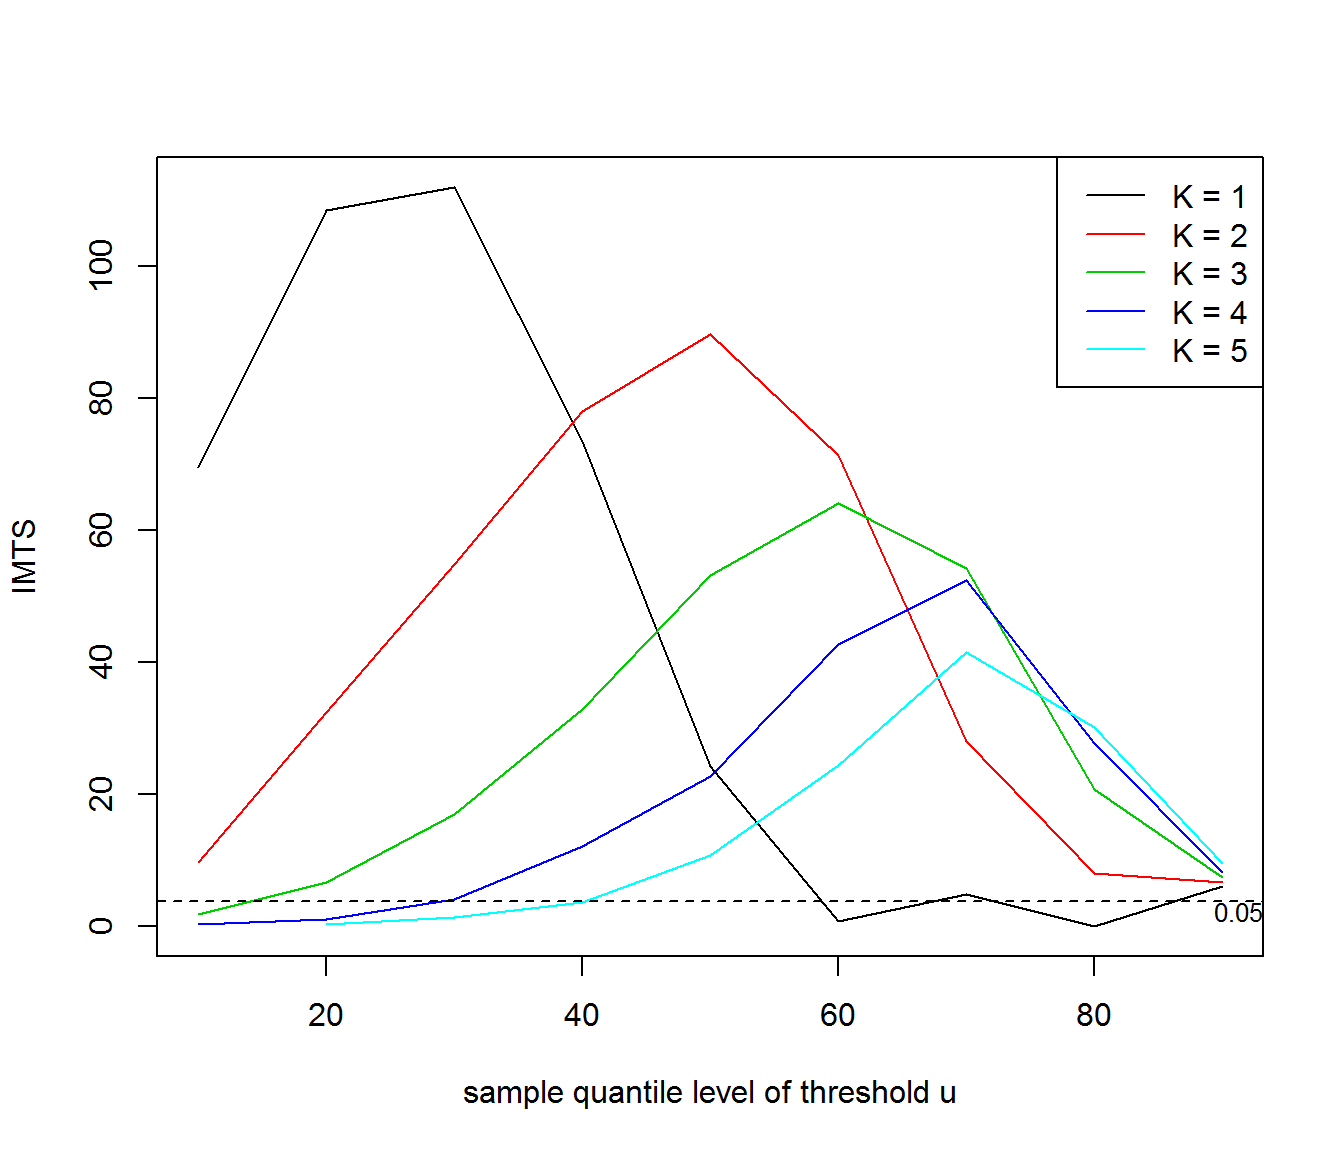 K = 1
K = 2
K = 3
K = 4
K = 5
100
80
60
40
20
0
IMTS
0.05
20 40 60 80
sample quantile level of threshold u